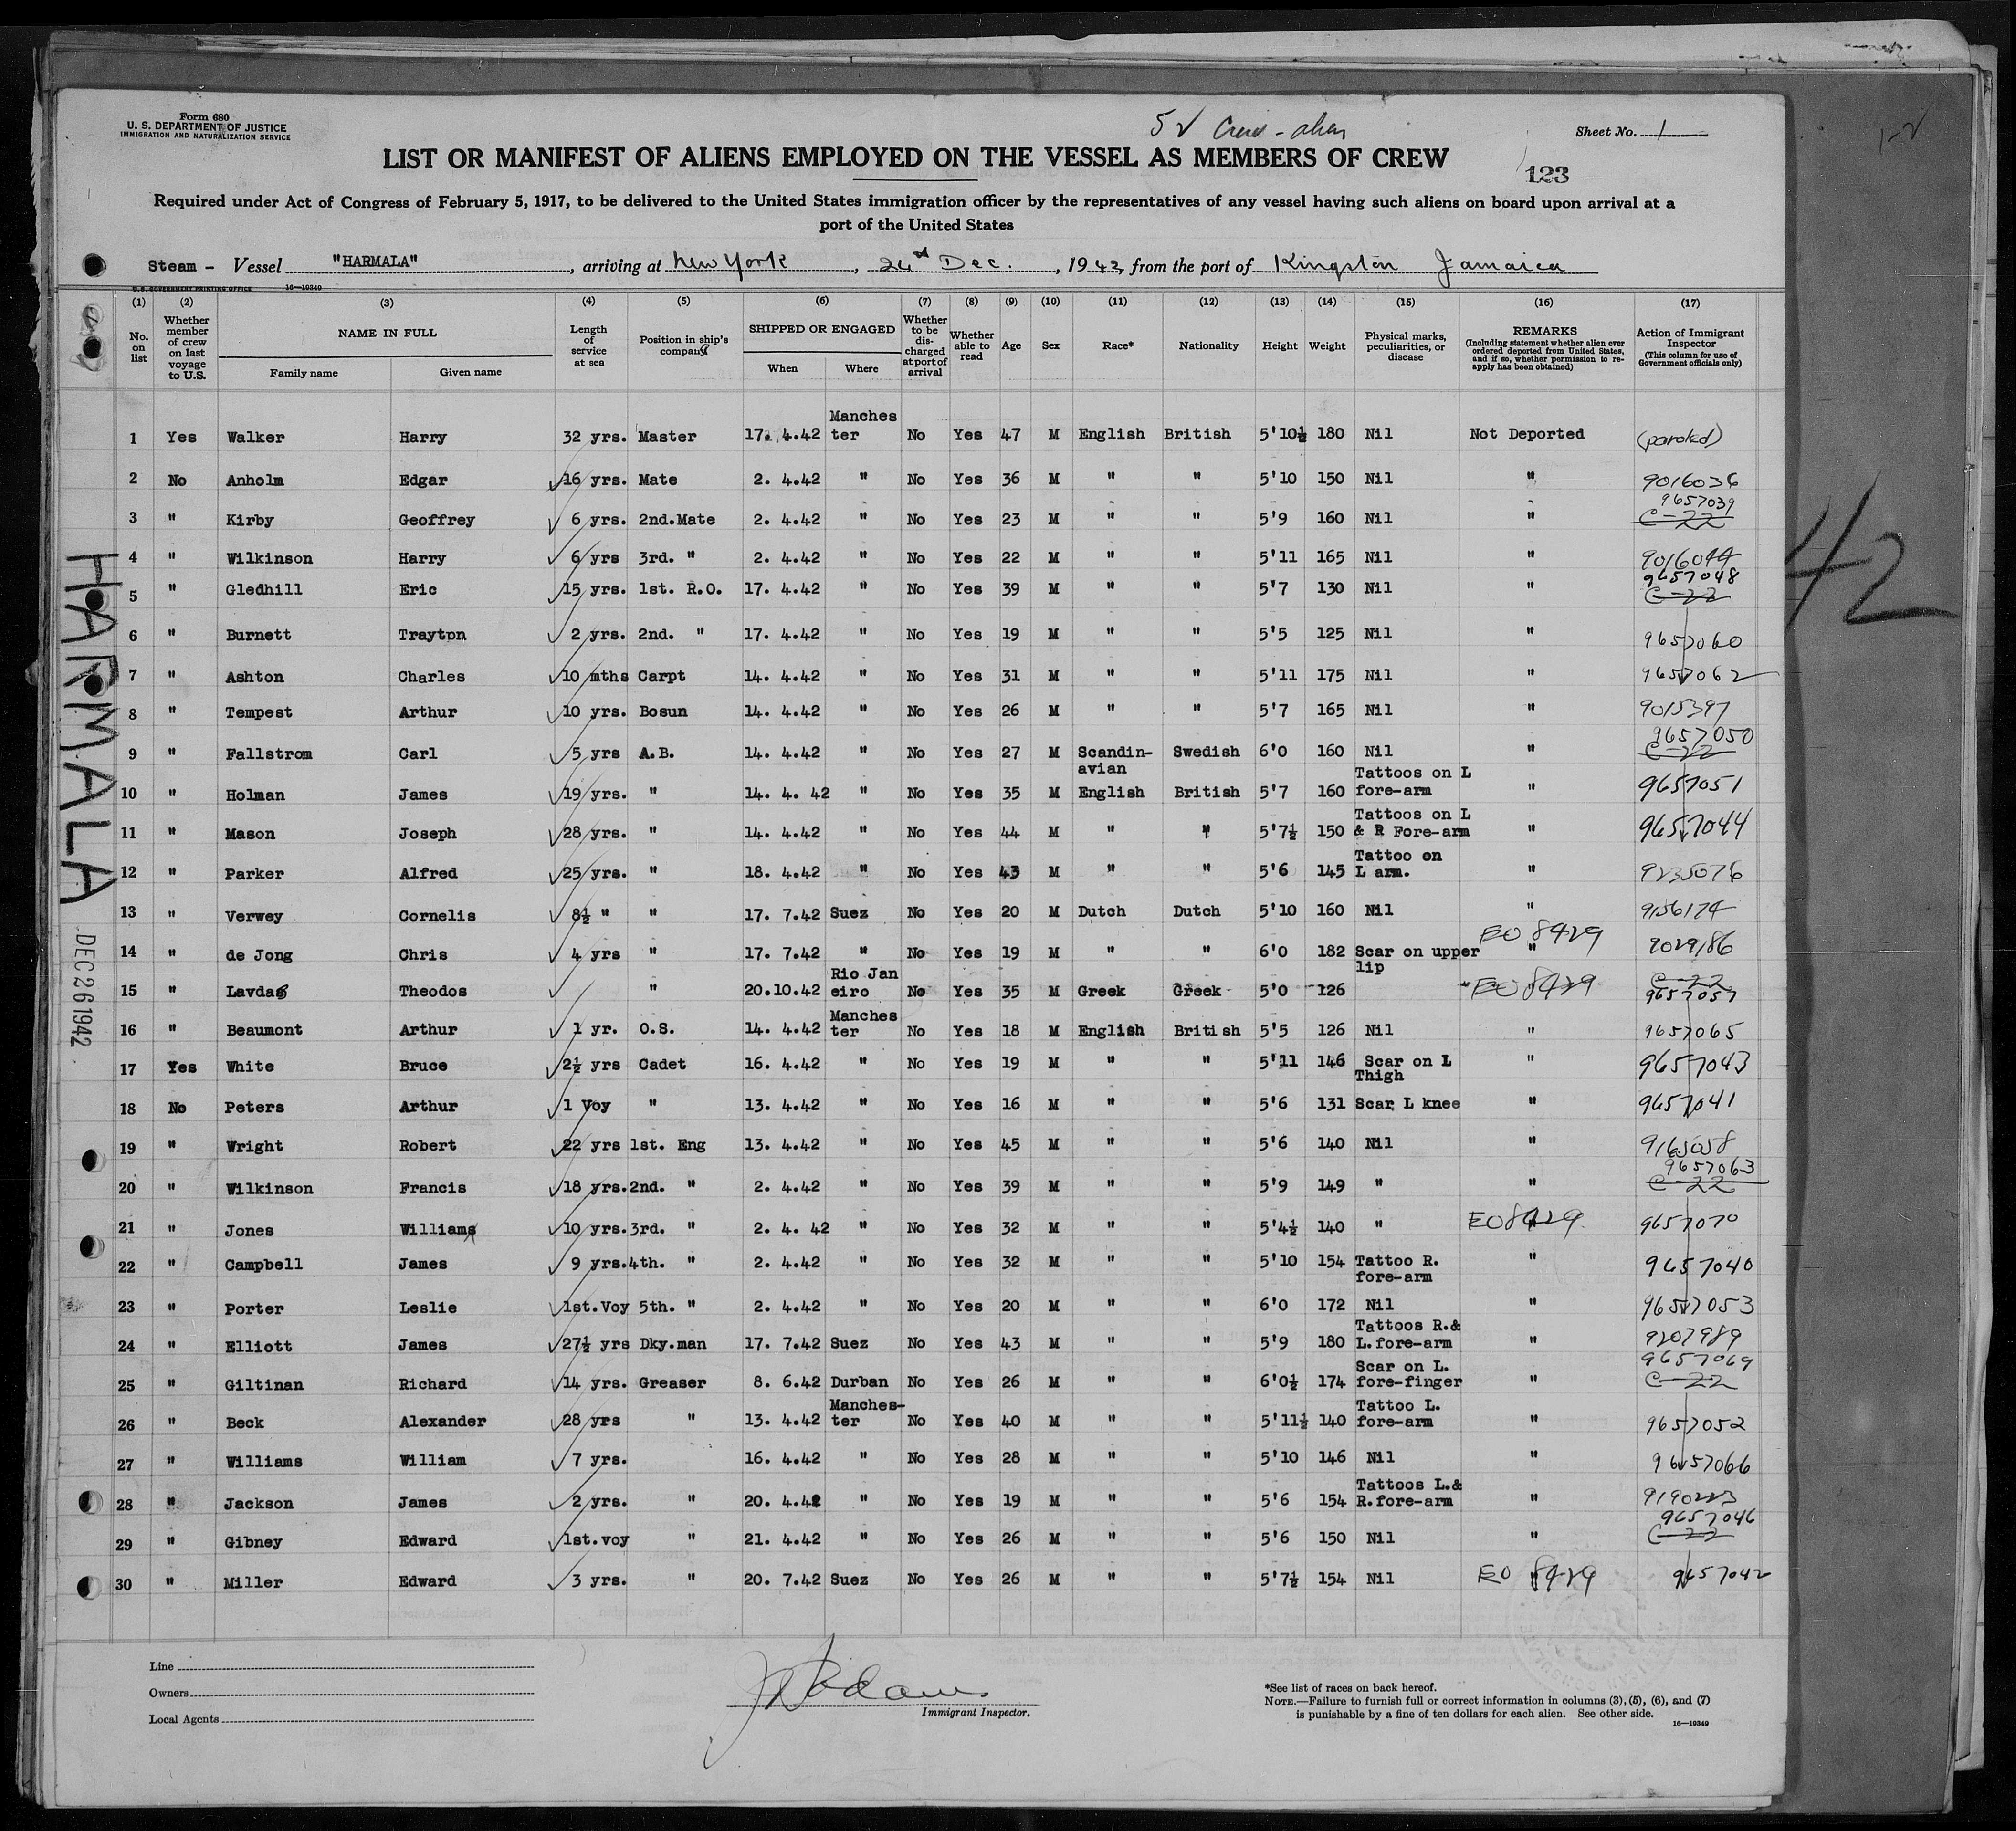 Form 680
U. S. DEPARTMENT OF JUSTICE
IMMIGRATION AND NATURALIZATION SERVICE
52 Crew - alien
Sheet No. 1
LIST OR MANIFEST OF ALIENS EMPLOYED ON THE VESSEL AS MEMBERS OF CREW
123
Required under Act of Congress of February 5, 1917, to be delivered to the United States immigration officer by the representatives of any vessel having such aliens on board upon arrival at a
port of the United States
Steam - Vessel "HARMALA", arriving at New York, 24 Dec., 1942, from the port of Kingston Jamaica
U.S. GOVERNMENT PRINTING OFFICE 16—19349
(1) (2) (3) (4) (5) (6) (7) (8) (9) (10) (11) (12) (13) (14) (15) (16) (17)
No. on list
Whether member of crew on last voyage to U.S.
NAME IN FULL
Family name Given name
Length of service at sea
Position in ship's company
SHIPPED OR ENGAGED
When Where
Whether to be discharged at port of arrival
Whether able to read
Age
Sex
Race*
Nationality
Height
Weight
Physical marks, peculiarities, or disease
REMARKS
(Including statement whether alien ever ordered deported from United States, and if so, whether permission to reapply has been obtained)
Action of Immigrant Inspector
(This column for use of Government officials only)
1 Yes Walker Harry 32 yrs. Master 17. 4.42 Manches ter No Yes 47 M English British 5'10½ 180 Nil Not Deported (paroled)
2 No Anholm Edgar 16 yrs. Mate 2. 4.42 " No Yes 36 M " " 5'10 150 Nil " 9016036
3 " Kirby Geoffrey 6 yrs. 2nd.Mate 2. 4.42 " No Yes 23 M " " 5'9 160 Nil " 9657039 C-22
4 " Wilkinson Harry 6 yrs 3rd. " 2. 4.42 " No Yes 22 M " " 5'11 165 Nil " 9016044
5 " Gledhill Eric 15 yrs. 1st. R.O. 17. 4.42 " No Yes 39 M " " 5'7 130 Nil " 9657048 C-22
6 " Burnett Traytpn 2 yrs. 2nd. " 17. 4.42 " No Yes 19 M " " 5'5 125 Nil " 9657060
7 " Ashton Charles 10 mths Carpt 14. 4.42 " No Yes 31 M " " 5'11 175 Nil " 9657062
8 " Tempest Arthur 10 yrs. Bosun 14. 4.42 " No Yes 26 M " " 5'7 165 Nil " 9015397
9 " Fallstrom Carl 5 yrs A.B. 14. 4.42 " No Yes 27 M Scandin-avian Swedish 6'0 160 Nil " 9657050 C-22
10 " Holman James 19 yrs. " 14. 4. 42 " No Yes 35 M English British 5'7 160 Tattoos on L fore-arm " 9657051
11 " Mason Joseph 28 yrs. " 14. 4.42 " No Yes 44 M " " 5'7½ 150 Tattoos on L & R Fore-arm " 9657044
12 " Parker Alfred 25 yrs. " 18. 4.42 " No Yes 43 M " " 5'6 145 Tattoo on L arm. " 9235076
13 " Verwey Cornelis 8½ " " 17. 7.42 Suez No Yes 20 M Dutch Dutch 5'10 160 Nil " 9156174
14 " de Jong Chris 4 yrs " 17. 7.42 " No Yes 19 M " " 6'0 182 Scar on upper lip EO 8429 " 9029186
15 " Lavdas Theodos " 20.10.42 Rio Jan eiro No Yes 35 M Greek Greek 5'0 126 " EO 8429 C-22 9657057
16 " Beaumont Arthur 1 yr. O.S. 14. 4.42 Manches ter No Yes 18 M English British 5'5 126 Nil " 9657065
17 Yes White Bruce 2½ yrs Cadet 16. 4.42 " No Yes 19 M " " 5'11 146 Scar on L Thigh " 9657043
18 No Peters Arthur 1 Voy " 13. 4.42 " No Yes 16 M " " 5'6 131 Scar L knee " 9657041
19 " Wright Robert 22 yrs 1st. Eng 13. 4.42 " No Yes 45 M " " 5'6 140 Nil " 9165058
20 " Wilkinson Francis 18 yrs. 2nd. " 2. 4.42 " No Yes 39 M " " 5'9 149 " " 9657063 C-22
21 " Jones Williams 10 yrs. 3rd. " 2. 4. 42 " No Yes 32 M " " 5'4½ 140 " EO8429 9657070
22 " Campbell James 9 yrs. 4th. " 2. 4.42 " No Yes 32 M " " 5'10 154 Tattoo R. fore-arm " 9657040
23 " Porter Leslie 1st.Voy 5th. " 2. 4.42 " No Yes 20 M " " 6'0 172 Nil " 9657053
24 " Elliott James 27½ yrs Dky.man 17. 7.42 Suez No Yes 43 M " " 5'9 180 Tattoos R.& L.fore-arm " 9207989
25 " Giltinan Richard 14 yrs. Greaser 8. 6.42 Durban No Yes 26 M " " 6'0½ 174 Scar on L. fore-finger " 9657069 C-22
26 " Beck Alexander 28 yrs " 13. 4.42 Manches-ter No Yes 40 M " " 5'11½ 140 Tattoo L. fore-arm " 9657052
27 " Williams William 7 yrs. 16. 4.42 " No Yes 28 M " " 5'10 146 Nil " 9657066
28 " Jackson James 2 yrs. " 20. 4.42 " No Yes 19 M " " 5'6 154 Tattoos L.& R.fore-arm " 9190223
29 " Gibney Edward 1st.voy " 21. 4.42 " No Yes 26 M " " 5'6 150 Nil " 9657046 C-22
30 " Miller Edward 3 yrs. " 20. 7.42 Suez No Yes 26 M " " 5'7½ 154 Nil EO 8429 9657042
HARMALA
DEC 26 1942
42
Line
Owners
Local Agents
Immigrant Inspector.
*See list of races on back hereof.
NOTE.—Failure to furnish full or correct information in columns (3), (5), (6), and (7)
is punishable by a fine of ten dollars for each alien. See other side.
16—19349